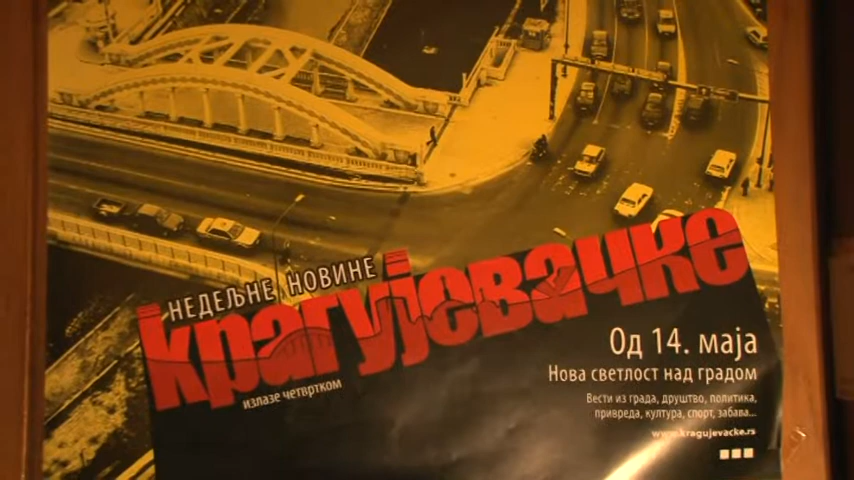 НЕДЕЉНЕ НОВИНЕ
крагујевачке
излазе четвртком
Од 14. маја
Нова светлост над градом
Вести из града, друштво, политика,
привреда, култура, спорт, забава...
www.kragujevacke.rs